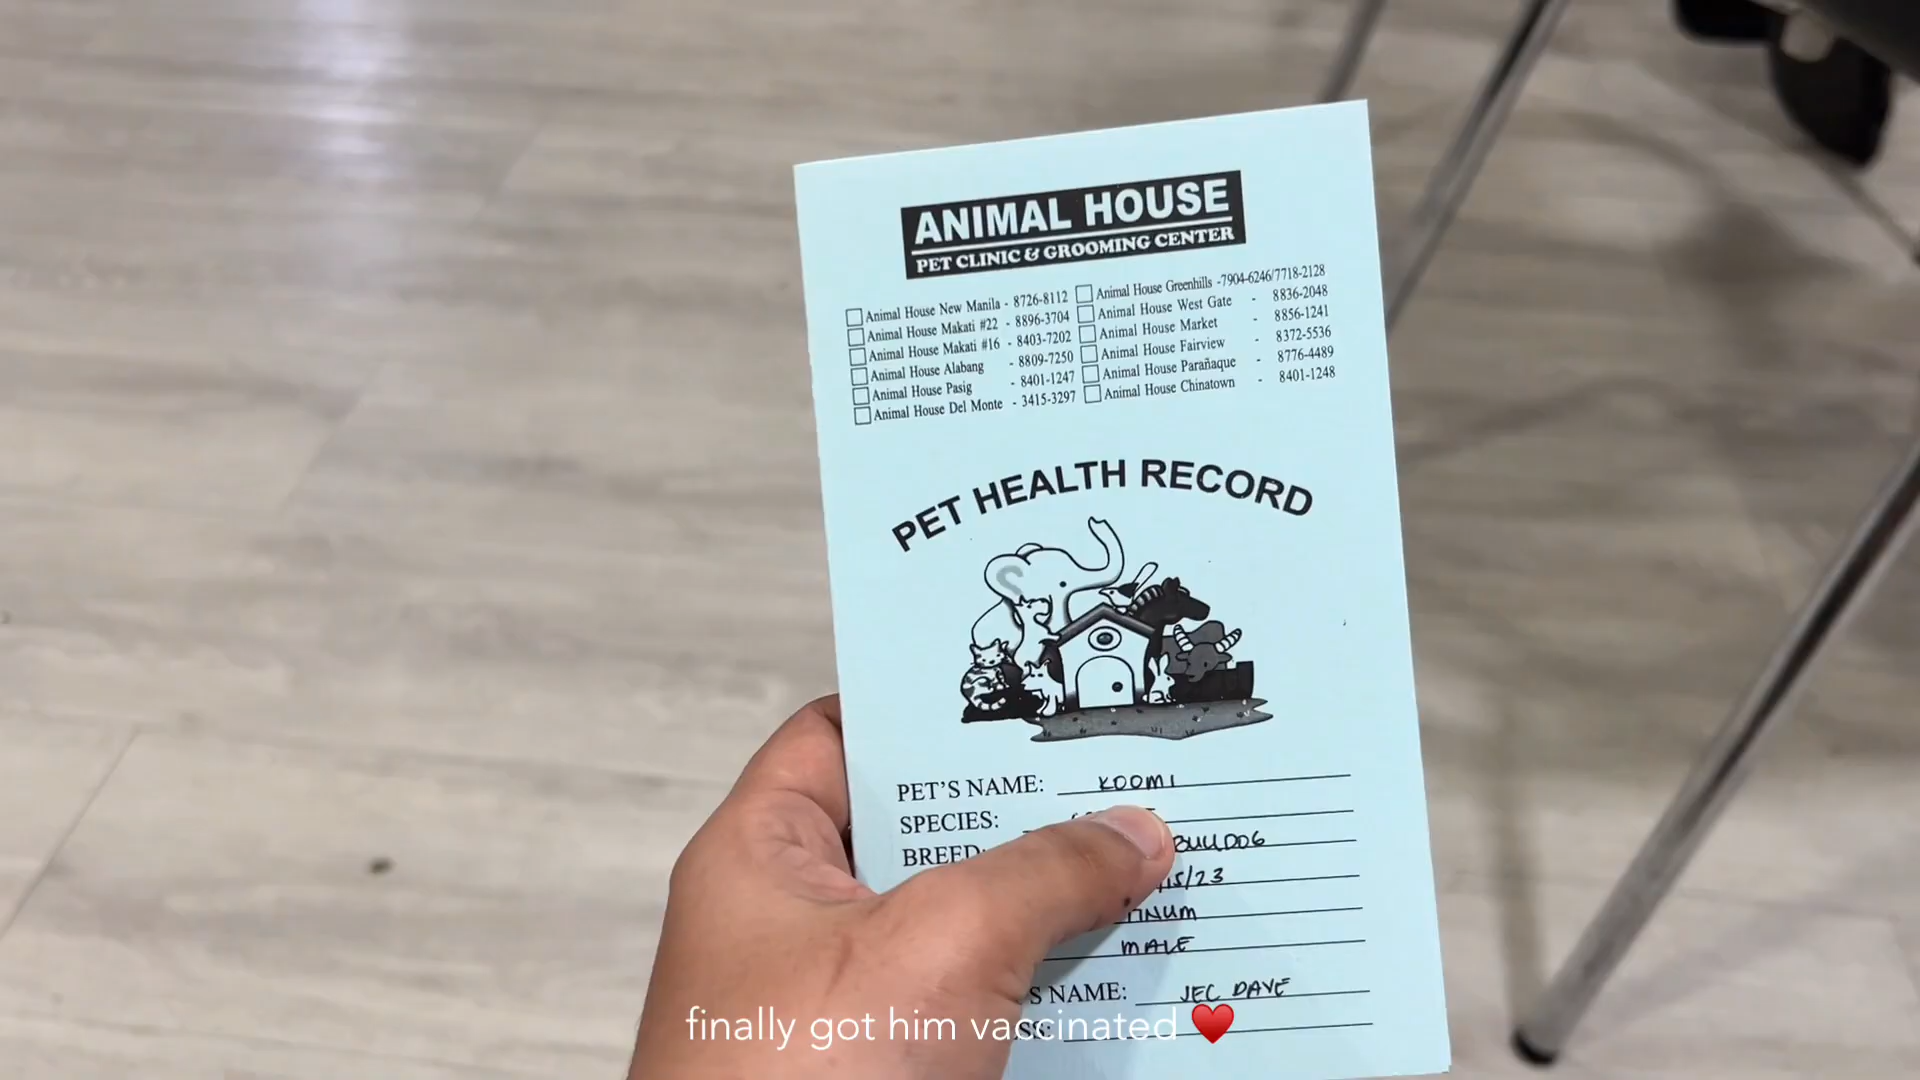 ANIMAL HOUSE
PET CLINIC & GROOMING CENTER
Animal House New Manila - 8726-8112
Animal House Makati #22 - 8896-3704
Animal House Makati #16 - 8403-7202
Animal House Alabang - 8809-7250
Animal House Pasig - 8401-1247
Animal House Del Monte - 3415-3297
Animal House Greenhills -7904-6246/7718-2128
Animal House West Gate - 8836-2048
Animal House Market - 8856-1241
Animal House Fairview - 8372-5536
Animal House Parañaque - 8776-4489
Animal House Chinatown - 8401-1248
PET HEALTH RECORD
PET'S NAME: KOOMI
SPECIES:
BREED: BULLDOG
15/23
MALE
S NAME: JEC DAVE
finally got him vaccinated ♥️